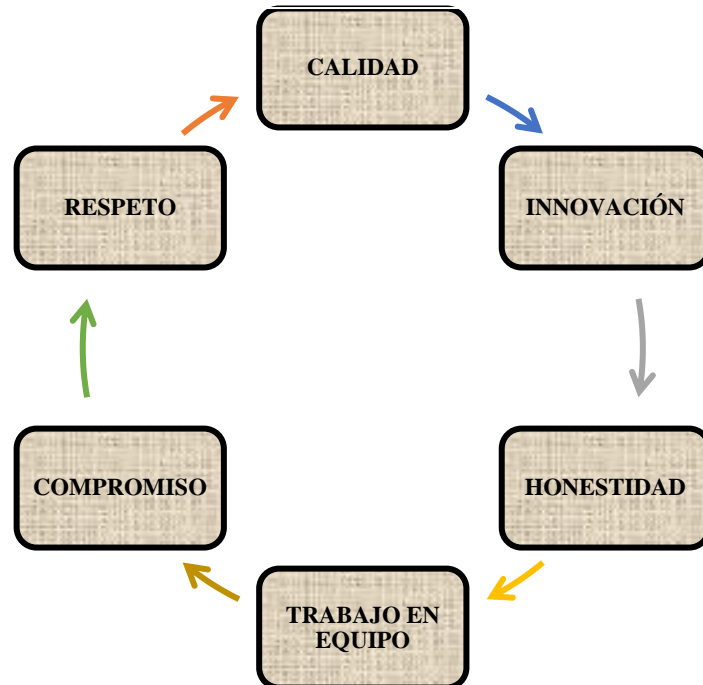 CALIDAD
INNOVACIÓN
HONESTIDAD
TRABAJO EN
EQUIPO
COMPROMISO
RESPETO